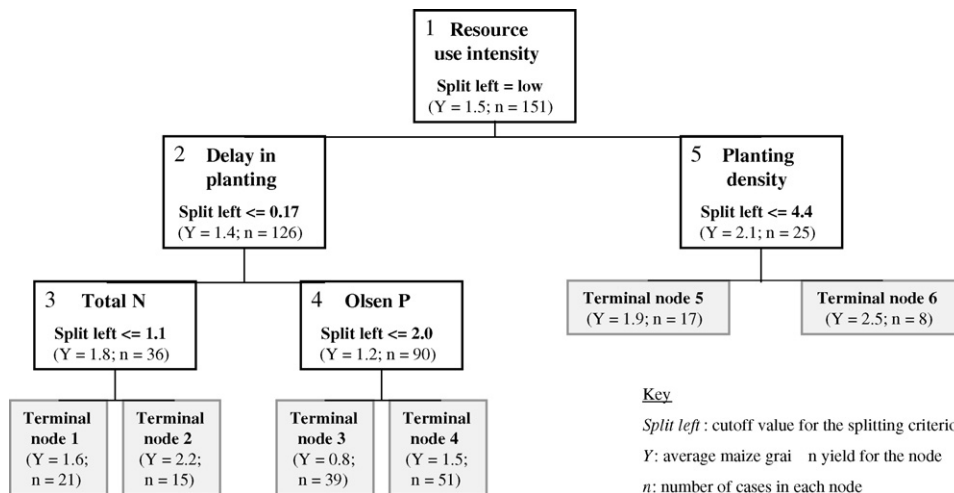 1 Resource
use intensity
Split left = low
(Y = 1.5; n = 151)
2 Delay in
planting
Split left <= 0.17
(Y = 1.4; n = 126)
5 Planting
density
Split left <= 4.4
(Y = 2.1; n = 25)
3 Total N
Split left <= 1.1
(Y = 1.8; n = 36)
4 Olsen P
Split left <= 2.0
(Y = 1.2; n = 90)
Terminal node 5
(Y = 1.9; n = 17)
Terminal node 6
(Y = 2.5; n = 8)
Terminal
node 1
(Y = 1.6;
n = 21)
Terminal
node 2
(Y = 2.2;
n = 15)
Terminal
node 3
(Y = 0.8;
n = 39)
Terminal
node 4
(Y = 1.5;
n = 51)
Key
Split left : cutoff value for the splitting criterio
Y: average maize grai n yield for the node
n: number of cases in each node